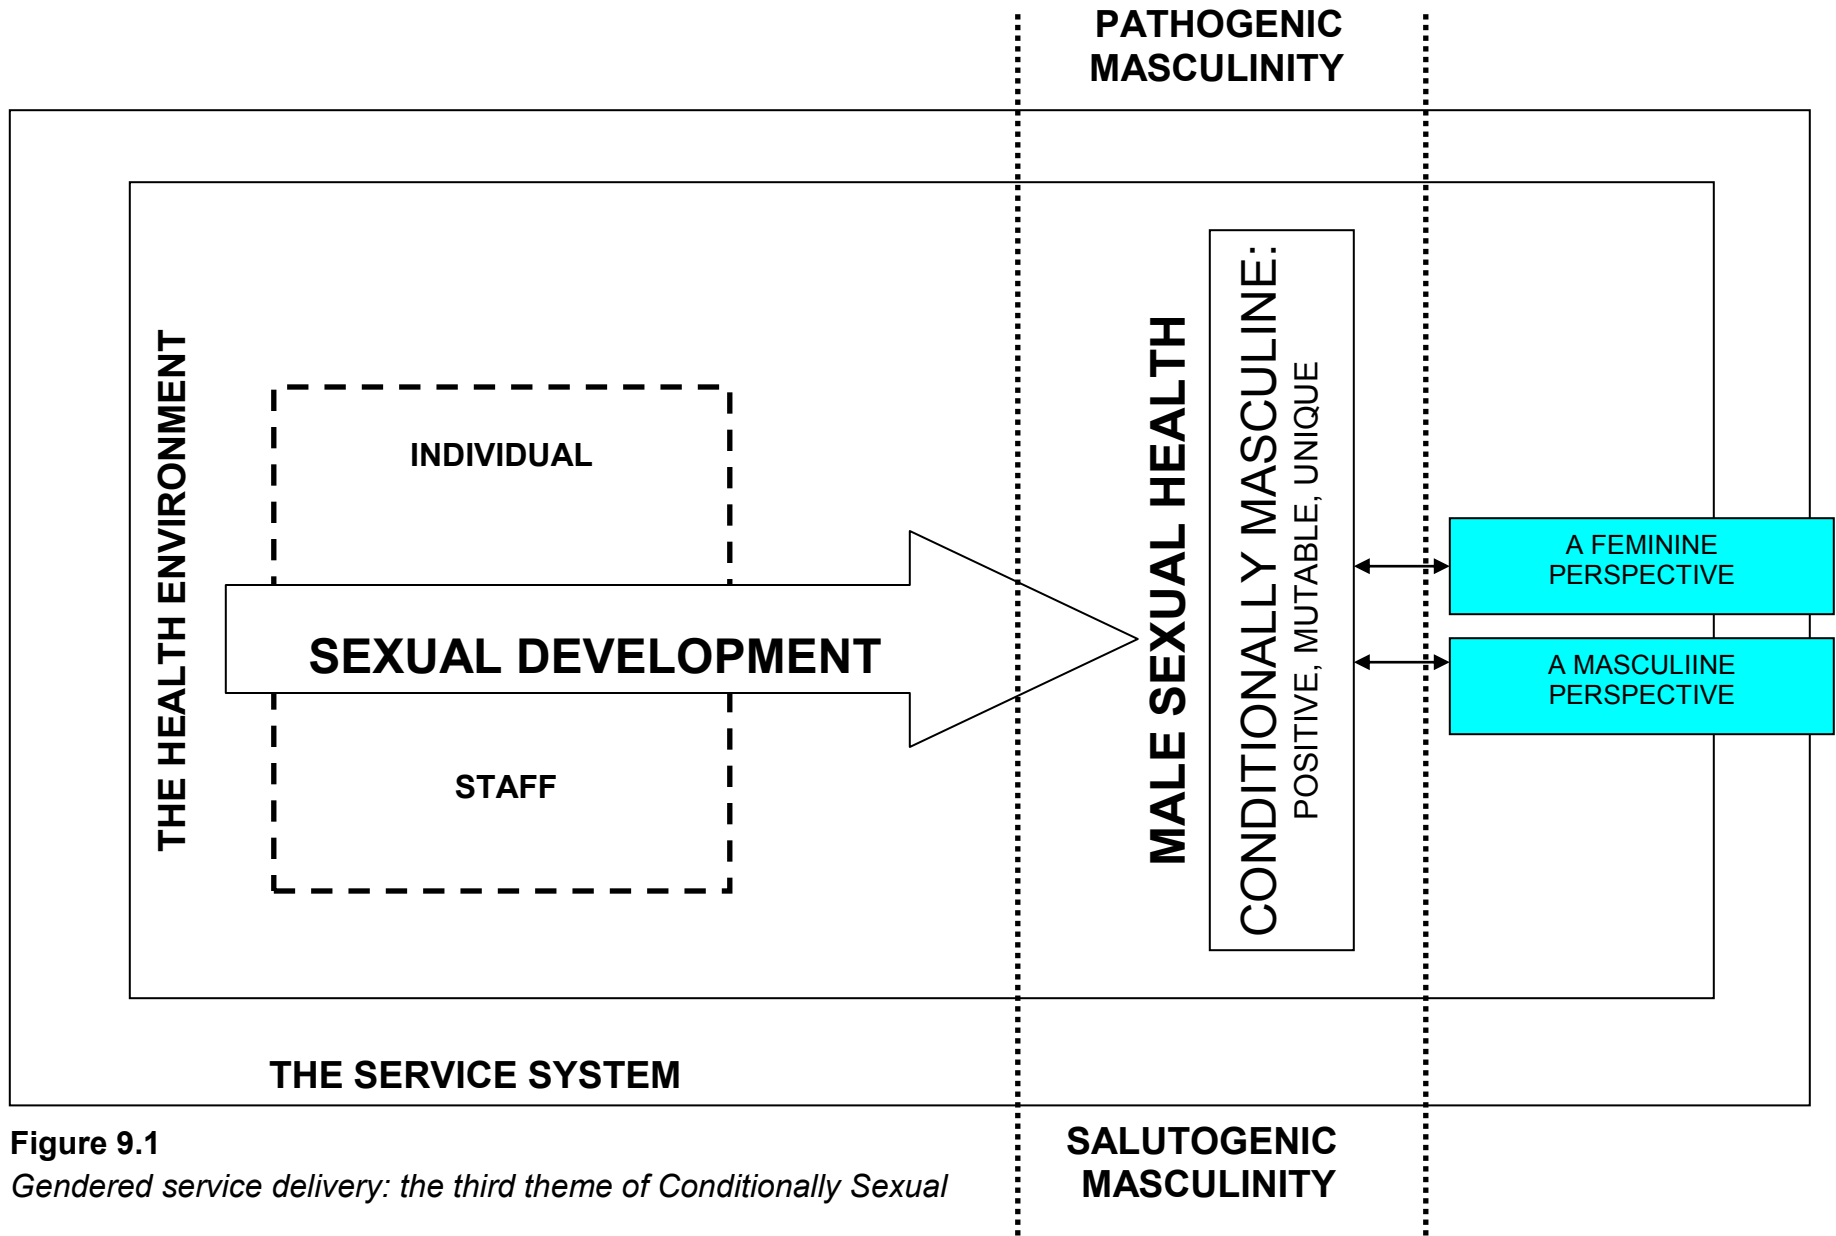 PATHOGENIC
MASCULINITY
THE HEALTH ENVIRONMENT
INDIVIDUAL
SEXUAL DEVELOPMENT
STAFF
MALE SEXUAL HEALTH
CONDITIONALLY MASCULINE:
POSITIVE, MUTABLE, UNIQUE
A FEMININE
PERSPECTIVE
A MASCULIINE
PERSPECTIVE
THE SERVICE SYSTEM
SALUTOGENIC
MASCULINITY
Figure 9.1
Gendered service delivery: the third theme of Conditionally Sexual